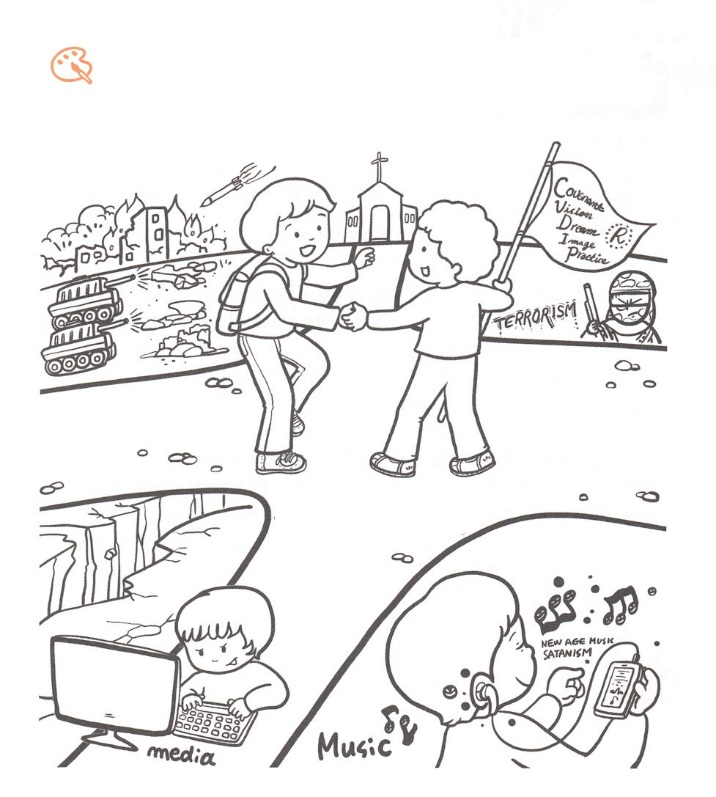 Covenant
Vision
Dream
Image
Practice
R
TERRORISM
NEW AGE MUSIC
SATANISM
media
Music